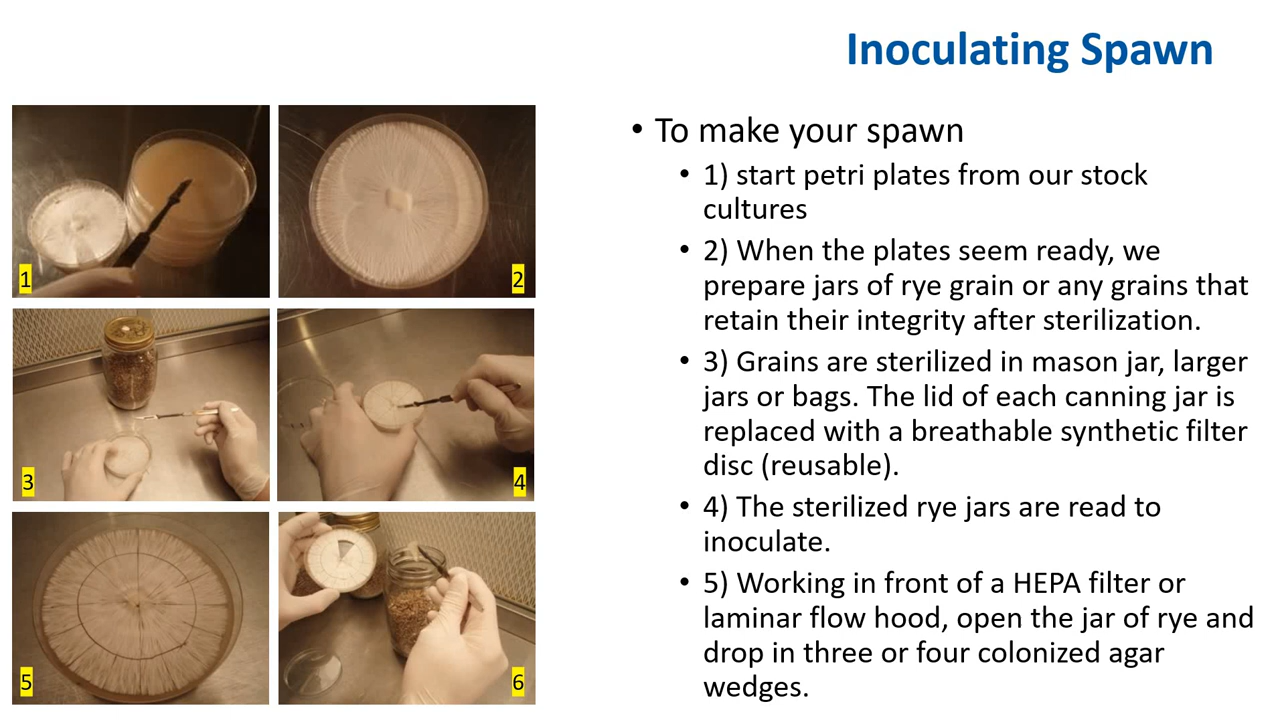 Inoculating Spawn
1
2
3
4
5
6
• To make your spawn
• 1) start petri plates from our stock
cultures
• 2) When the plates seem ready, we
prepare jars of rye grain or any grains that
retain their integrity after sterilization.
• 3) Grains are sterilized in mason jar, larger
jars or bags. The lid of each canning jar is
replaced with a breathable synthetic filter
disc (reusable).
• 4) The sterilized rye jars are read to
inoculate.
• 5) Working in front of a HEPA filter or
laminar flow hood, open the jar of rye and
drop in three or four colonized agar
wedges.